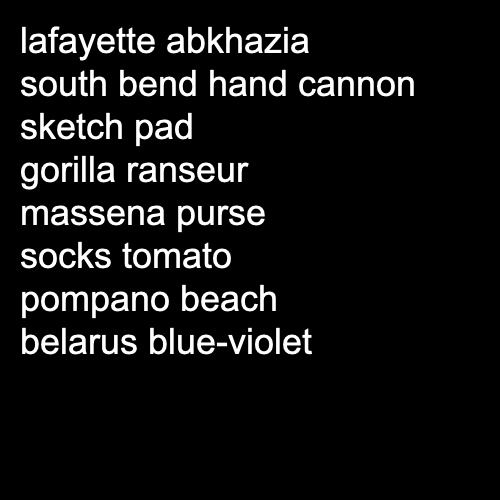 lafayette abkhazia
south bend hand cannon
sketch pad
gorilla ranseur
massena purse
socks tomato
pompano beach
belarus blue-violet